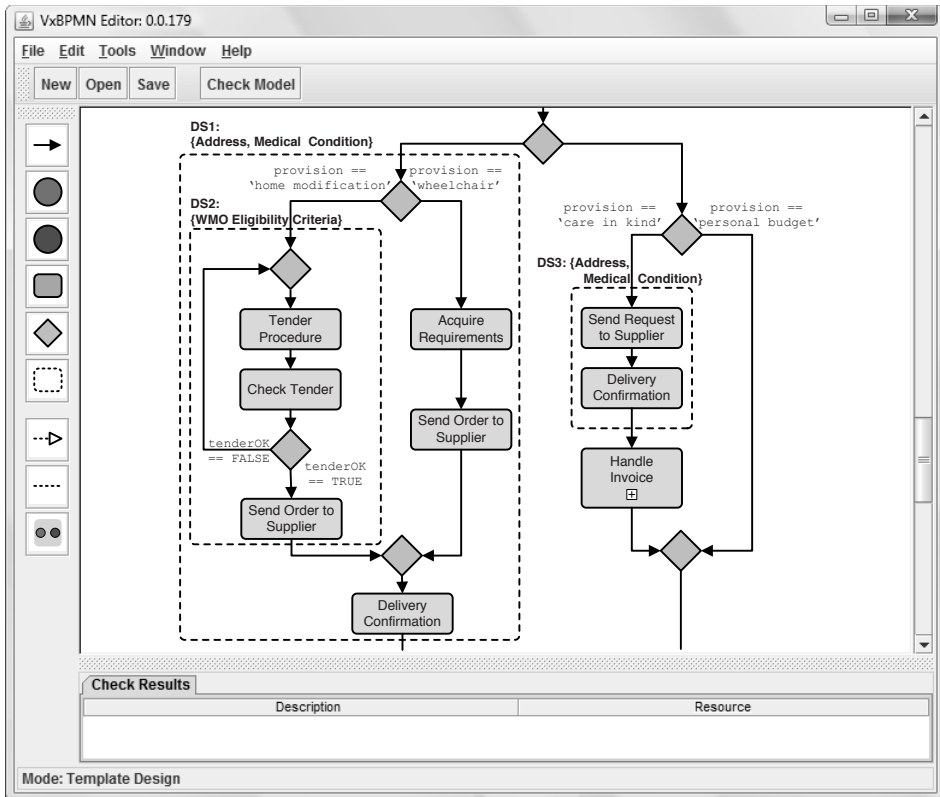 VxBPMN Editor: 0.0.179
File Edit Tools Window Help
New Open Save Check Model
DS1:
{Address, Medical Condition}
provision ==
'home modification'
provision ==
'wheelchair'
DS2:
{WMO Eligibility Criteria}
Tender
Procedure
Check Tender
tenderOK
== FALSE
tenderOK
== TRUE
Send Order to
Supplier
Acquire
Requirements
Send Order to
Supplier
Delivery
Confirmation
provision ==
'care in kind'
provision ==
'personal budget'
DS3: {Address,
Medical Condition}
Send Request
to Supplier
Delivery
Confirmation
Handle
Invoice
Check Results
Description Resource
Mode: Template Design